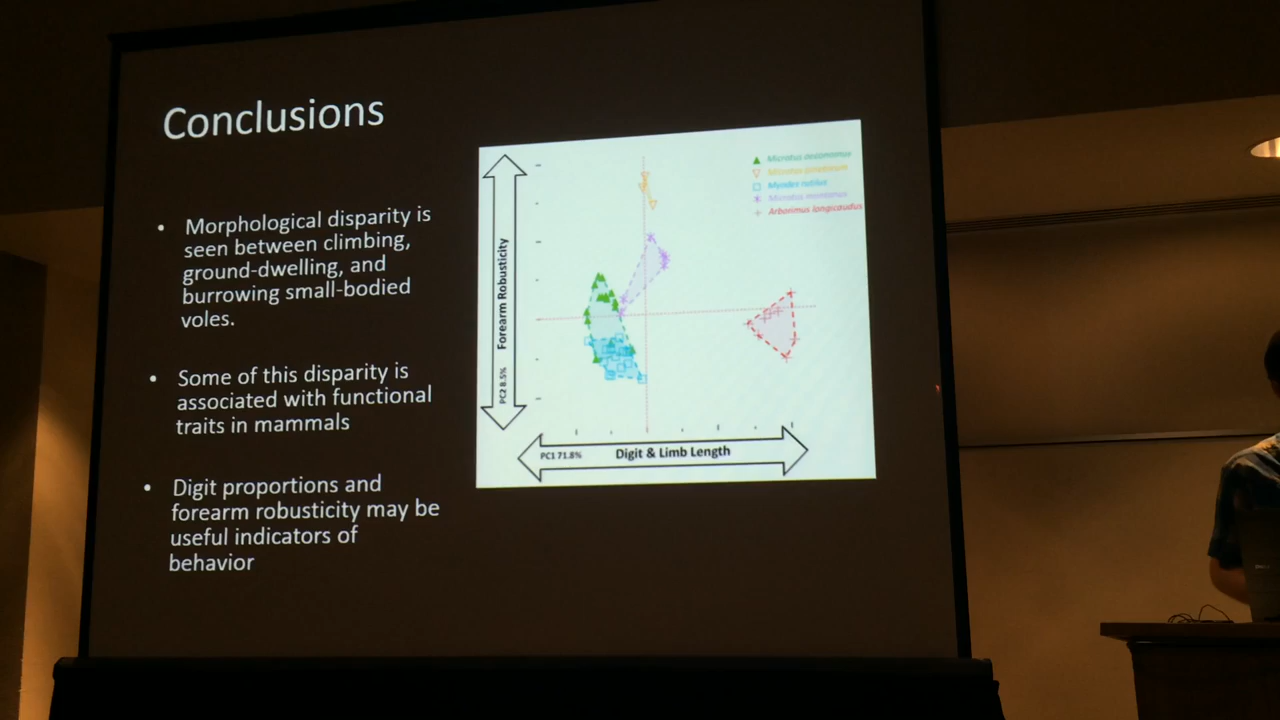 Conclusions
• Morphological disparity is
seen between climbing,
ground-dwelling, and
burrowing small-bodied
voles.
• Some of this disparity is
associated with functional
traits in mammals
• Digit proportions and
forearm robusticity may be
useful indicators of
behavior
Forearm Robusticity
PC2 8.5%
Microtus
Microtus
Myodes rutilus
Microtus
Arborimus longicaudus
PC1 71.8%
Digit & Limb Length